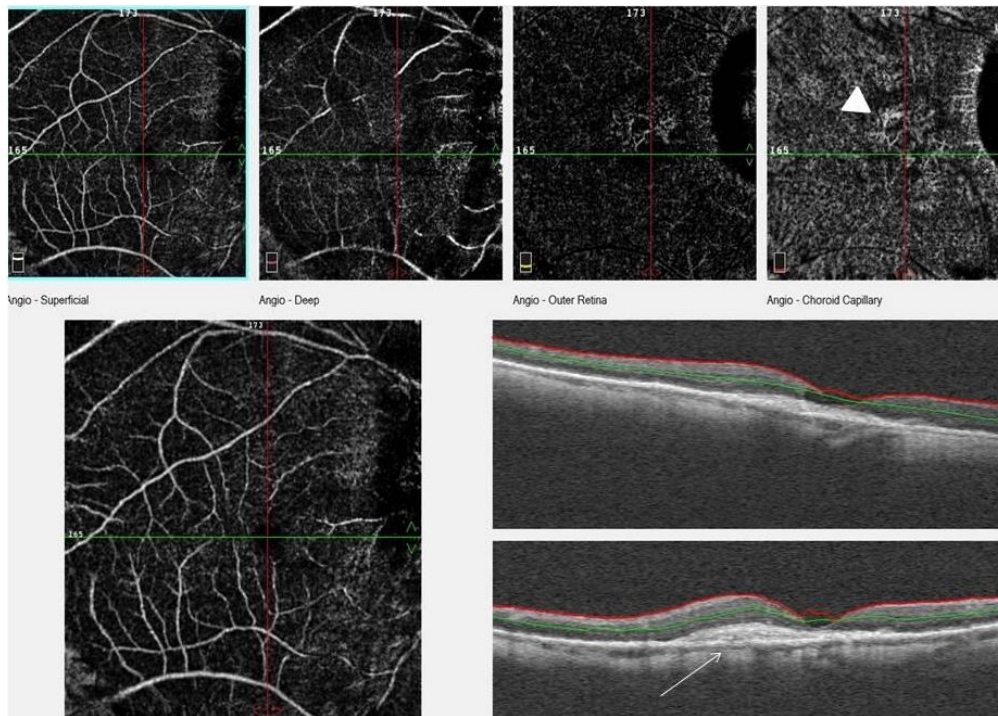 173
165
173
165
173
165
173
165
Angio - Superficial
Angio - Deep
Angio - Outer Retina
Angio - Choroid Capillary
173
165